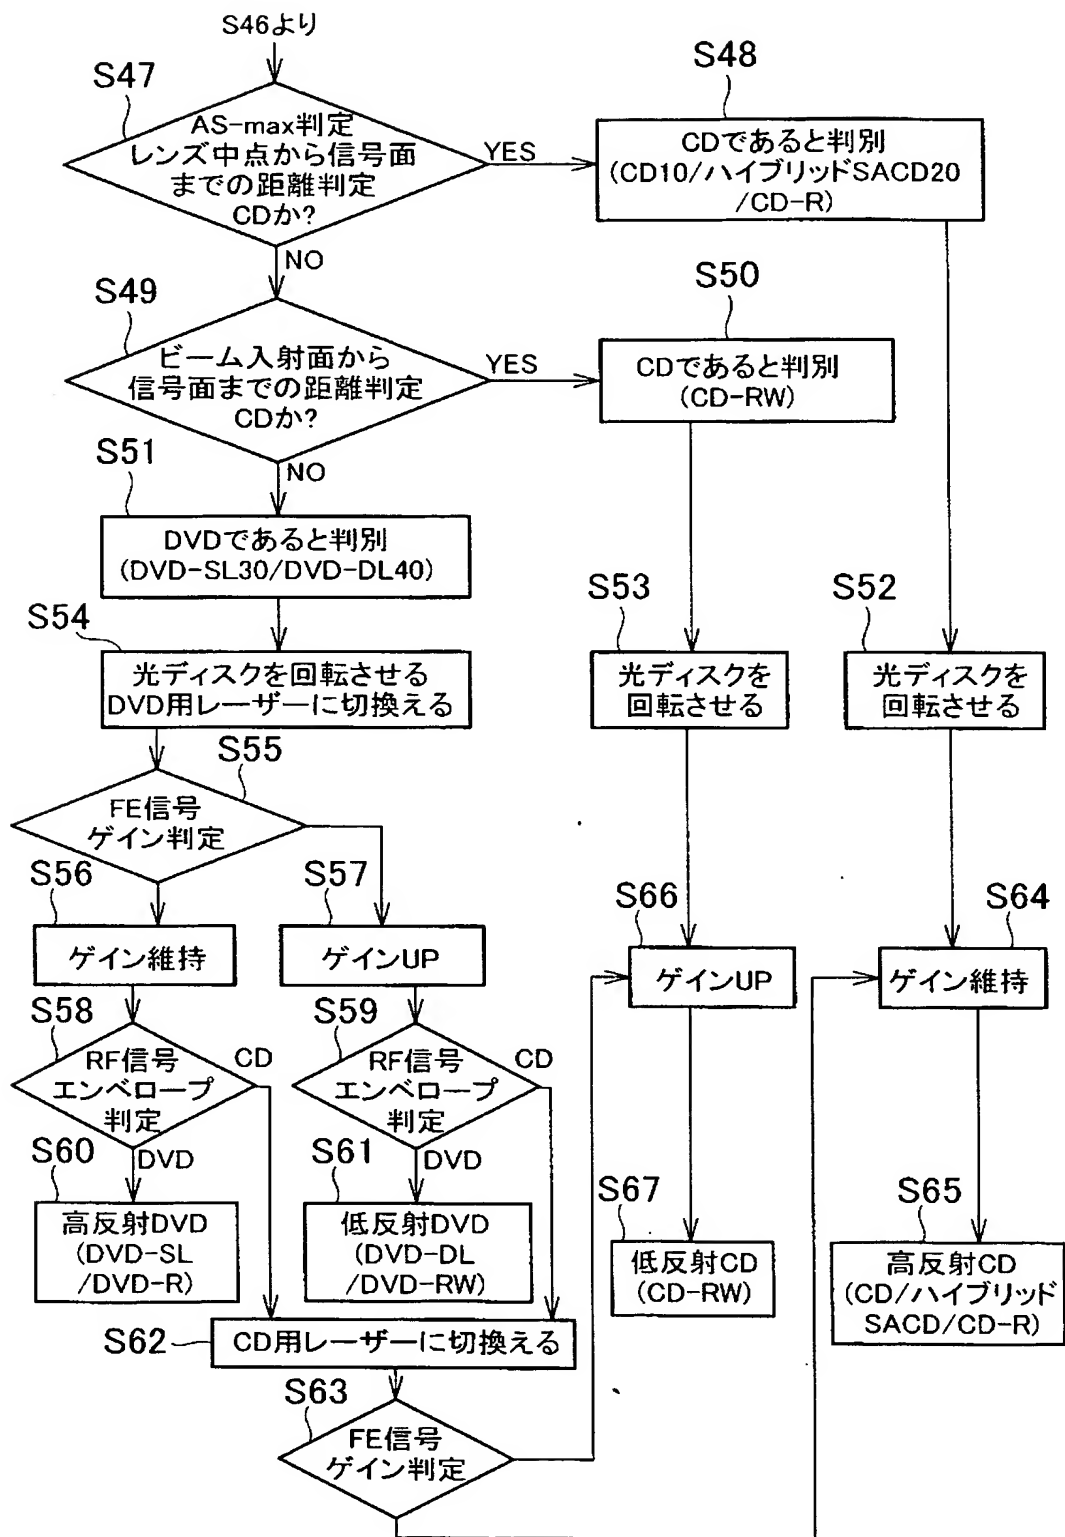 S46より
S47
AS-max判定
レンズ中点から信号面
までの距離判定
CDか?
YES
NO
S48
CDであると判別
(CD10/ハイブリッドSACD20
/CD-R)
S49
ビーム入射面から
信号面までの距離判定
CDか?
YES
NO
S50
CDであると判別
(CD-RW)
S51
DVDであると判別
(DVD-SL30/DVD-DL40)
S54
光ディスクを回転させる
DVD用レーザーに切換える
S53
光ディスクを
回転させる
S52
光ディスクを
回転させる
S55
FE信号
ゲイン判定
S56
ゲイン維持
S57
ゲインUP
S66
ゲインUP
S64
ゲイン維持
S58
RF信号
エンベロープ
判定
CD
DVD
S59
RF信号
エンベロープ
判定
CD
DVD
S60
高反射DVD
(DVD-SL
/DVD-R)
S61
低反射DVD
(DVD-DL
/DVD-RW)
S67
低反射CD
(CD-RW)
S65
高反射CD
(CD/ハイブリッド
SACD/CD-R)
S62
CD用レーザーに切換える
S63
FE信号
ゲイン判定